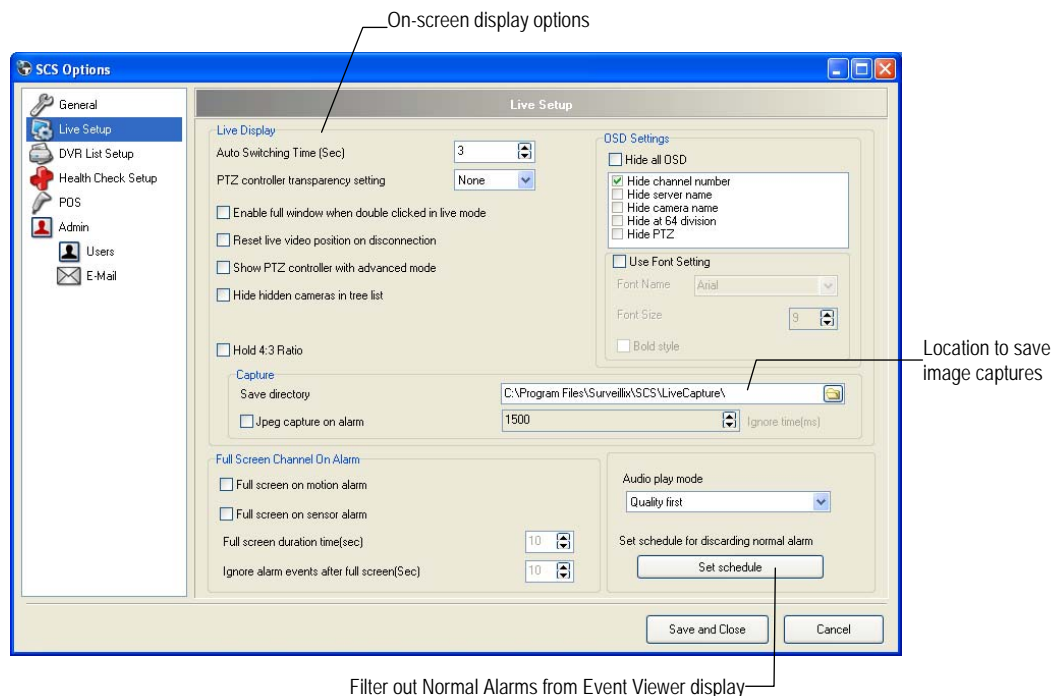 On-screen display options
SCS Options
General
Live Setup
DVR List Setup
Health Check Setup
POS
Admin
Users
E-Mail
Live Setup
Live Display
Auto Switching Time (Sec)
3
PTZ controller transparency setting
None
Enable full window when double clicked in live mode
Reset live video position on disconnection
Show PTZ controller with advanced mode
Hide hidden cameras in tree list
Hold 4:3 Ratio
OSD Settings
Hide all OSD
Hide channel number
Hide server name
Hide camera name
Hide at 64 division
Hide PTZ
Use Font Setting
Font Name
Arial
Font Size
9
Bold style
Location to save
image captures
Capture
Save directory
C:\Program Files\Surveillix\SCS\LiveCapture\
Jpeg capture on alarm
1500
Ignore time(ms)
Full Screen Channel On Alarm
Full screen on motion alarm
Full screen on sensor alarm
Full screen duration time(sec)
10
Ignore alarm events after full screen(Sec)
10
Audio play mode
Quality first
Set schedule for discarding normal alarm
Set schedule
Save and Close
Cancel
Filter out Normal Alarms from Event Viewer display